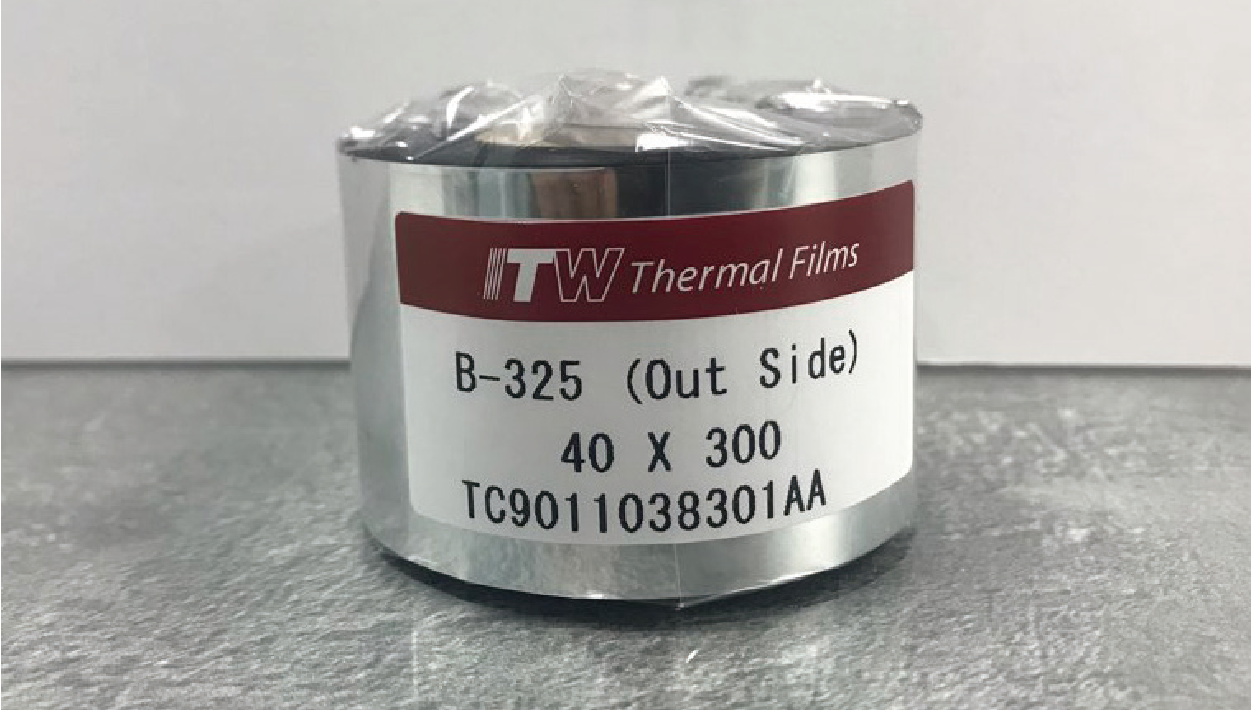 ITW Thermal Films
B-325 (Out Side)
40 X 300
TC9011038301AA